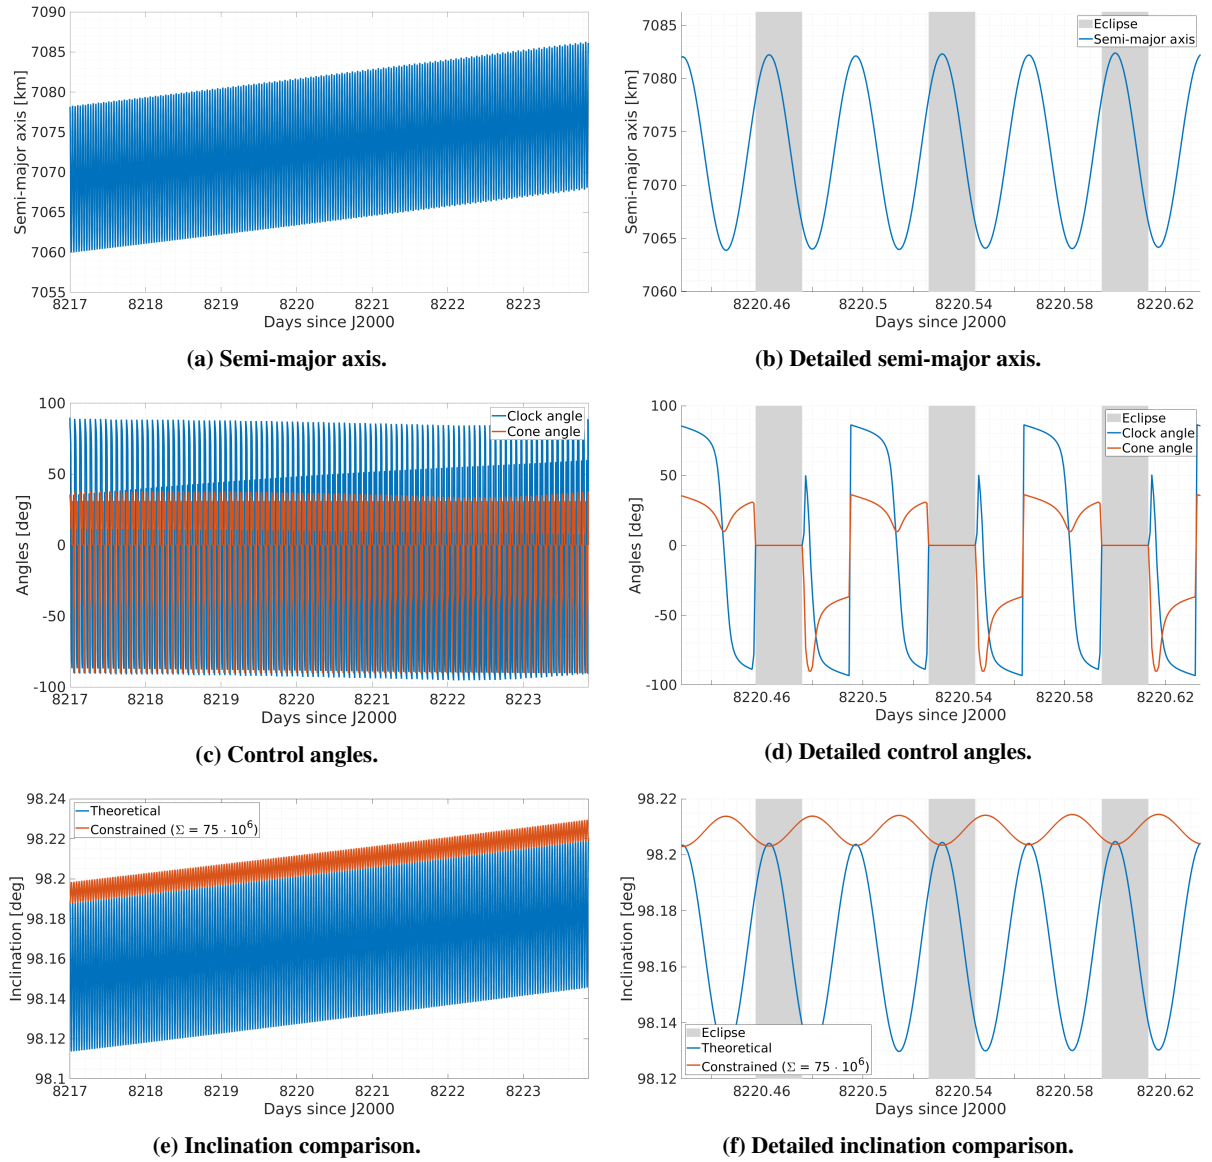 7090
7085
7080
7075
7070
7065
7060
7055
Semi-major axis [km]
8217 8218 8219 8220 8221 8222 8223
Days since J2000
(a) Semi-major axis.
7085
7080
7075
7070
7065
7060
Semi-major axis [km]
Eclipse
Semi-major axis
8220.46 8220.5 8220.54 8220.58 8220.62
Days since J2000
(b) Detailed semi-major axis.
100
50
0
-50
-100
Angles [deg]
Clock angle
Cone angle
8217 8218 8219 8220 8221 8222 8223
Days since J2000
(c) Control angles.
100
50
0
-50
-100
Angles [deg]
Eclipse
Clock angle
Cone angle
8220.46 8220.5 8220.54 8220.58 8220.62
Days since J2000
(d) Detailed control angles.
98.24
98.22
98.2
98.18
98.16
98.14
98.12
98.1
Inclination [deg]
Theoretical
Constrained (Σ = 75 · 10⁶)
8217 8218 8219 8220 8221 8222 8223
Days since J2000
(e) Inclination comparison.
98.22
98.2
98.18
98.16
98.14
98.12
Inclination [deg]
Eclipse
Theoretical
Constrained (Σ = 75 · 10⁶)
8220.46 8220.5 8220.54 8220.58 8220.62
Days since J2000
(f) Detailed inclination comparison.